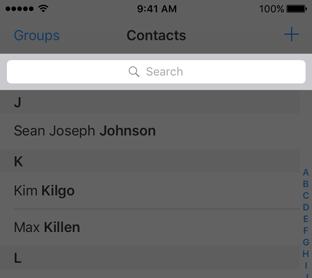 9:41 AM 100%
Groups Contacts
Search
J
Sean Joseph Johnson
K
Kim Kilgo
Max Killen
L
A
B
C
D
E
F
G
H
I